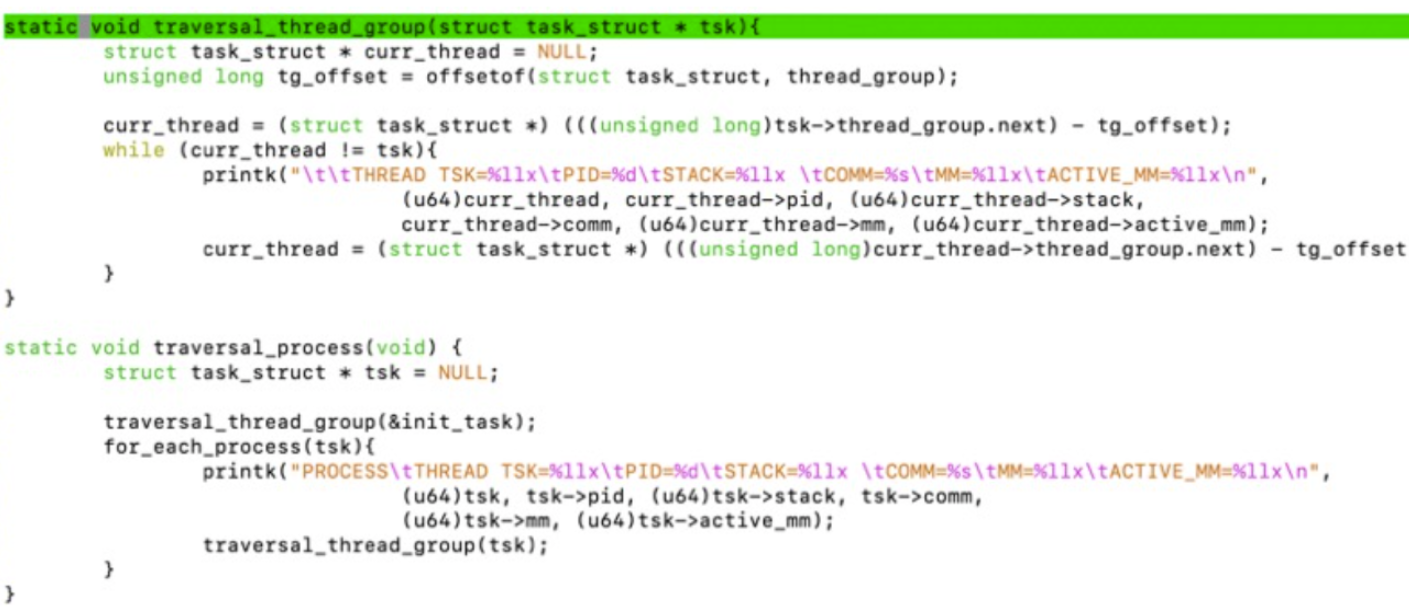 static void traversal_thread_group(struct task_struct * tsk){
        struct task_struct * curr_thread = NULL;
        unsigned long tg_offset = offsetof(struct task_struct, thread_group);

        curr_thread = (struct task_struct *) (((unsigned long)tsk->thread_group.next) - tg_offset);
        while (curr_thread != tsk){
                printk("\t\tTHREAD TSK=%llx\tPID=%d\tSTACK=%llx \tCOMM=%s\tMM=%llx\tACTIVE_MM=%llx\n",
                                (u64)curr_thread, curr_thread->pid, (u64)curr_thread->stack,
                                curr_thread->comm, (u64)curr_thread->mm, (u64)curr_thread->active_mm);
                curr_thread = (struct task_struct *) (((unsigned long)curr_thread->thread_group.next) - tg_offset
        }
}

static void traversal_process(void) {
        struct task_struct * tsk = NULL;

        traversal_thread_group(&init_task);
        for_each_process(tsk){
                printk("PROCESS\tTHREAD TSK=%llx\tPID=%d\tSTACK=%llx \tCOMM=%s\tMM=%llx\tACTIVE_MM=%llx\n",
                                (u64)tsk, tsk->pid, (u64)tsk->stack, tsk->comm,
                                (u64)tsk->mm, (u64)tsk->active_mm);
                traversal_thread_group(tsk);
        }
}